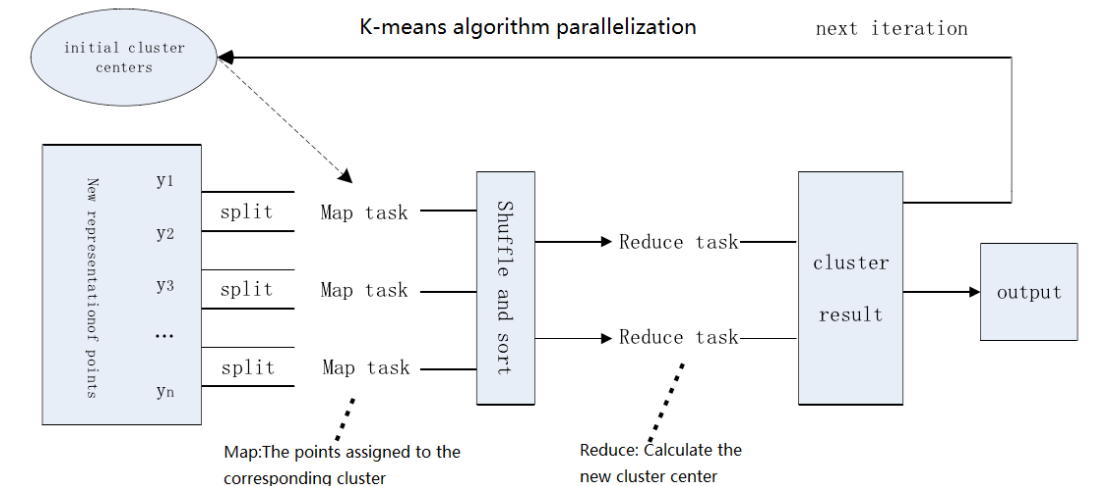 K-means algorithm parallelization
next iteration
initial cluster
centers
New representationof points
y1
y2
y3
...
yn
split
split
split
Map task
Map task
Map task
Shuffle and sort
Reduce task
Reduce task
cluster
result
output
Map:The points assigned to the
corresponding cluster
Reduce: Calculate the
new cluster center